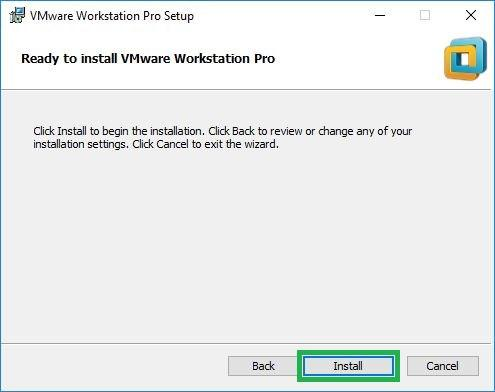 VMware Workstation Pro Setup
Ready to install VMware Workstation Pro
Click Install to begin the installation. Click Back to review or change any of your
installation settings. Click Cancel to exit the wizard.
Back Install Cancel